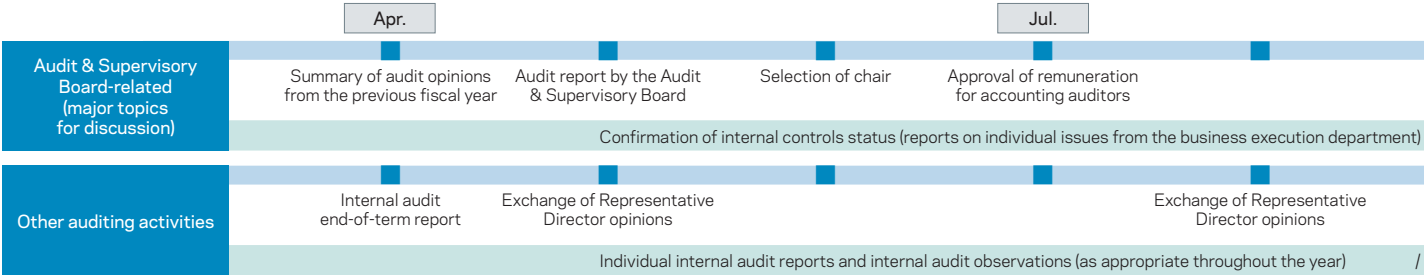 Apr.
Jul.
Audit & Supervisory
Board-related
(major topics
for discussion)
Summary of audit opinions
from the previous fiscal year
Audit report by the Audit
& Supervisory Board
Selection of chair
Approval of remuneration
for accounting auditors
Confirmation of internal controls status (reports on individual issues from the business execution department)
Other auditing activities
Internal audit
end-of-term report
Exchange of Representative
Director opinions
Exchange of Representative
Director opinions
Individual internal audit reports and internal audit observations (as appropriate throughout the year) /